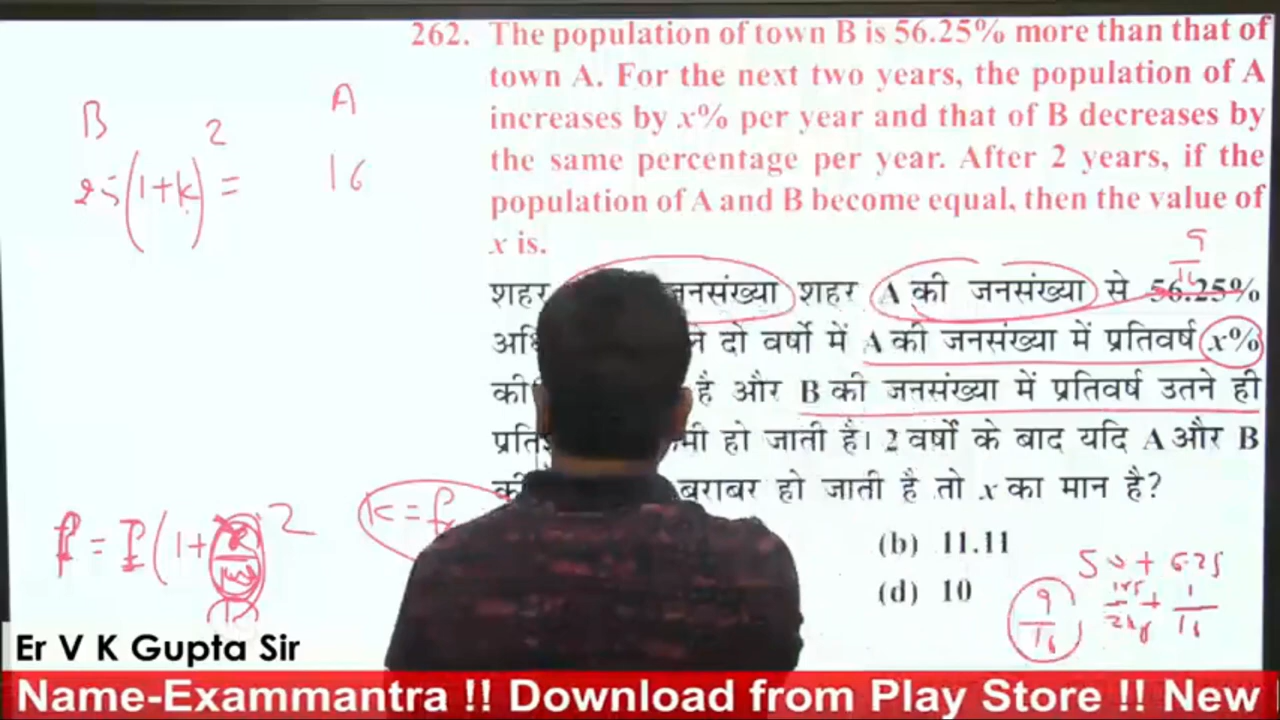 262. The population of town B is 56.25% more than that of
town A. For the next two years, the population of A
increases by x% per year and that of B decreases by
the same percentage per year. After 2 years, if the
population of A and B become equal, then the value of
x is.
शहर जनसंख्या शहर A की जनसंख्या से 56.25%
दो वर्षो में A की जनसंख्या में प्रतिवर्ष x%
है और B की जनसंख्या में प्रतिवर्ष उतने ही
हो जाती है। 2 वर्षों के बाद यदि A और B
बराबर हो जाती है तो x का मान है?
(b) 11.11
(d) 10
B A
25(1+k)² = 16
9
16
k =
50 + 6.25
9/16
+ 1/16
Er V K Gupta Sir
Name-Exammantra !! Download from Play Store !! New